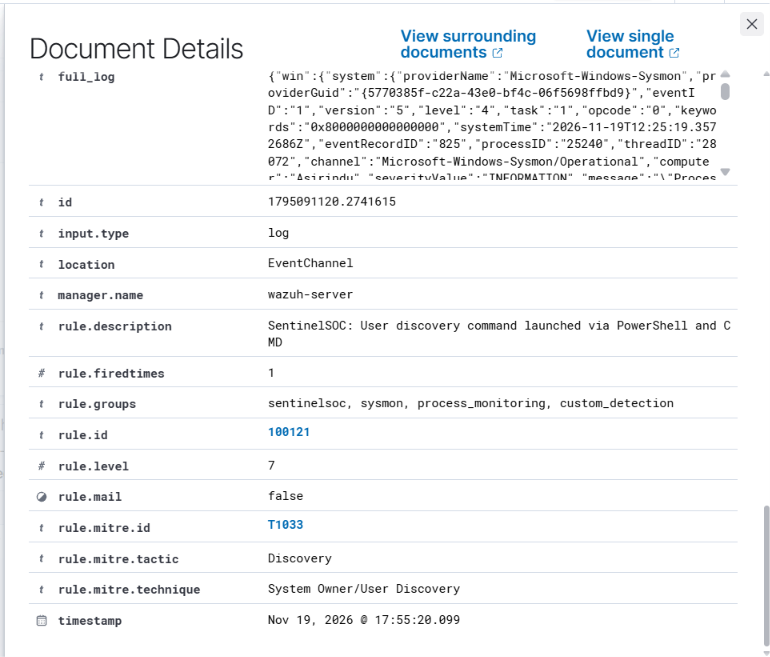 Document Details
View surrounding
documents
View single
document
t full_log
{"win":{"system":{"providerName":"Microsoft-Windows-Sysmon","pr
oviderGuid":"{5770385f-c22a-43e0-bf4c-06f5698ffbd9}","eventI
D":"1","version":"5","level":"4","task":"1","opcode":"0","keywo
rds":"0x8000000000000000","systemTime":"2026-11-19T12:25:19.357
2686Z","eventRecordID":"825","processID":"25240","threadID":"28
072","channel":"Microsoft-Windows-Sysmon/Operational","compute
r":"Asirindu","severityValue":"INFORMATION","message":"\"Proces
t id 1795091120.2741615
t input.type log
t location EventChannel
t manager.name wazuh-server
t rule.description SentinelSOC: User discovery command launched via PowerShell and C
MD
# rule.firedtimes 1
t rule.groups sentinelsoc, sysmon, process_monitoring, custom_detection
t rule.id 100121
# rule.level 7
rule.mail false
t rule.mitre.id T1033
t rule.mitre.tactic Discovery
t rule.mitre.technique System Owner/User Discovery
timestamp Nov 19, 2026 @ 17:55:20.099